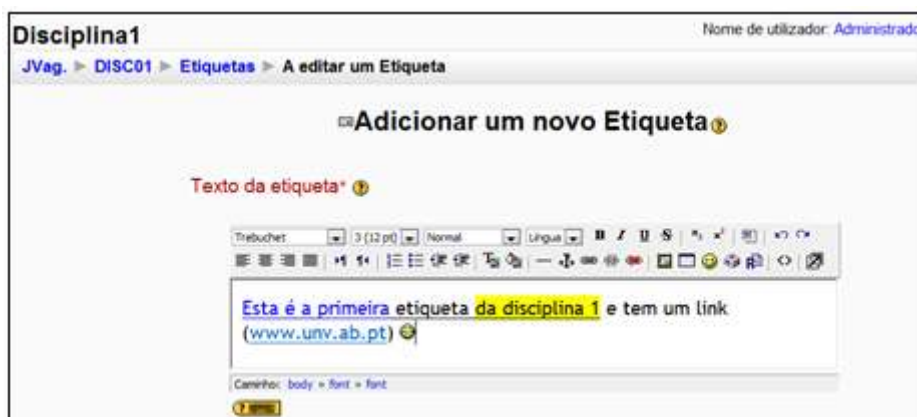 Disciplina1
Nome de utilizador: Administrado
JVag. ► DISC01 ► Etiquetas ► A editar um Etiqueta
Adicionar um novo Etiqueta
Texto da etiqueta*
Trebuchet 3 (12 pt) Normal Língua B I U S
Esta é a primeira etiqueta da disciplina 1 e tem um link
(www.unv.ab.pt)
Caminho: body » font » font